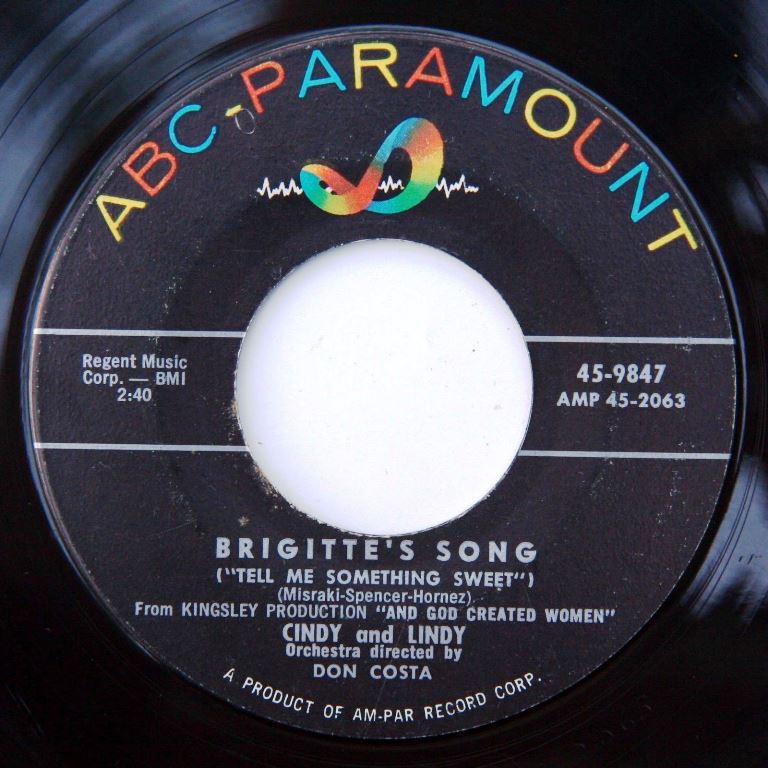 ABC-PARAMOUNT
Regent Music
Corp. — BMI
2:40
45-9847
AMP 45-2063
BRIGITTE'S SONG
("TELL ME SOMETHING SWEET")
(Misraki-Spencer-Hornez)
From KINGSLEY PRODUCTION "AND GOD CREATED WOMEN"
CINDY and LINDY
Orchestra directed by
DON COSTA
A PRODUCT OF AM-PAR RECORD CORP.